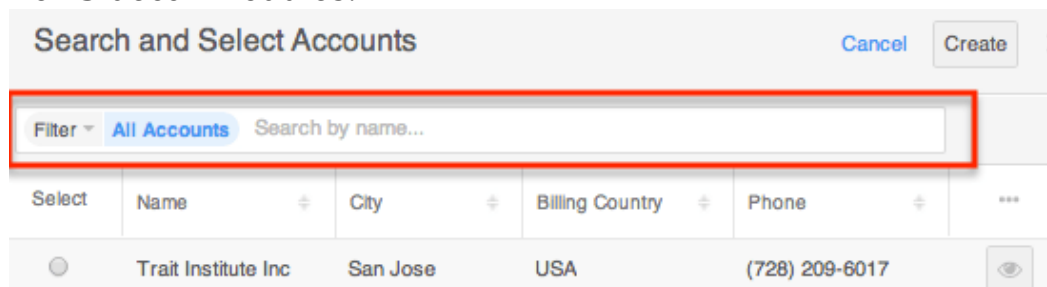 Search and Select Accounts Cancel Create
Filter All Accounts Search by name...
Select Name City Billing Country Phone
Trait Institute Inc San Jose USA (728) 209-6017